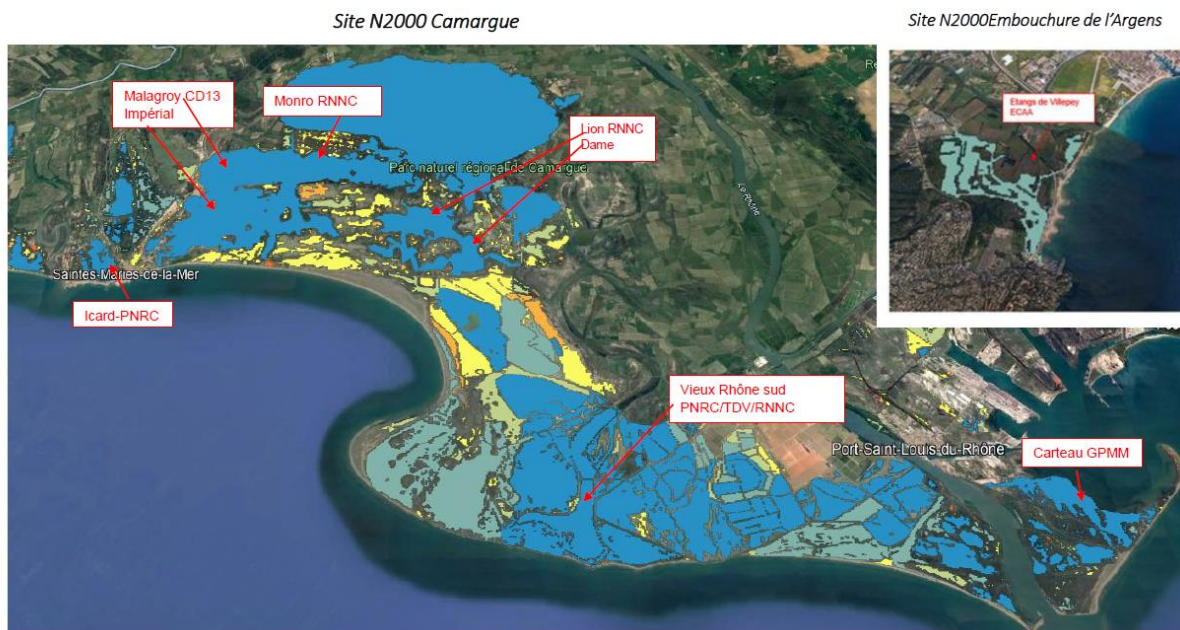 Site N2000 Camargue
Site N2000Embouchure de l'Argens
Malagroy CD13
Impérial
Monro RNNC
Lion RNNC
Dame
Parc naturel régional de Camargue
Etangs de Villepey
ECAA
Le Rhône
Saintes-Maries-de-la-Mer
Icard-PNRC
Vieux Rhône sud
PNRC/TDV/RNNC
Port-Saint-Louis-du-Rhône
Carteau GPMM